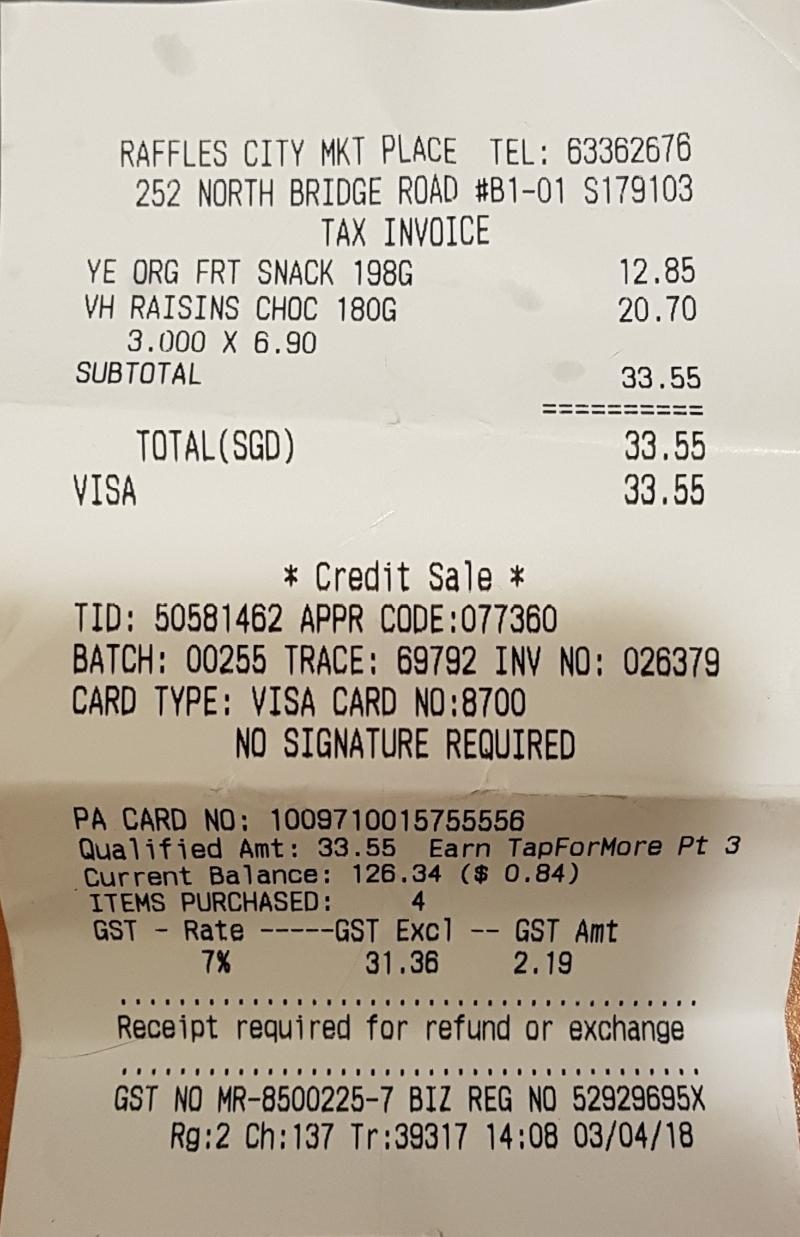 RAFFLES CITY MKT PLACE TEL: 63362676
252 NORTH BRIDGE ROAD #B1-01 S179103
TAX INVOICE
YE ORG FRT SNACK 198G 12.85
VH RAISINS CHOC 180G 20.70
3.000 X 6.90
SUBTOTAL 33.55
==========
TOTAL(SGD) 33.55
VISA 33.55
* Credit Sale *
TID: 50581462 APPR CODE:077360
BATCH: 00255 TRACE: 69792 INV NO: 026379
CARD TYPE: VISA CARD NO:8700
NO SIGNATURE REQUIRED
PA CARD NO: 1009710015755556
Qualified Amt: 33.55 Earn TapForMore Pt 3
Current Balance: 126.34 ($ 0.84)
ITEMS PURCHASED: 4
GST - Rate -----GST Excl -- GST Amt
7% 31.36 2.19
........................................
Receipt required for refund or exchange
........................................
GST NO MR-8500225-7 BIZ REG NO 52929695X
Rg:2 Ch:137 Tr:39317 14:08 03/04/18